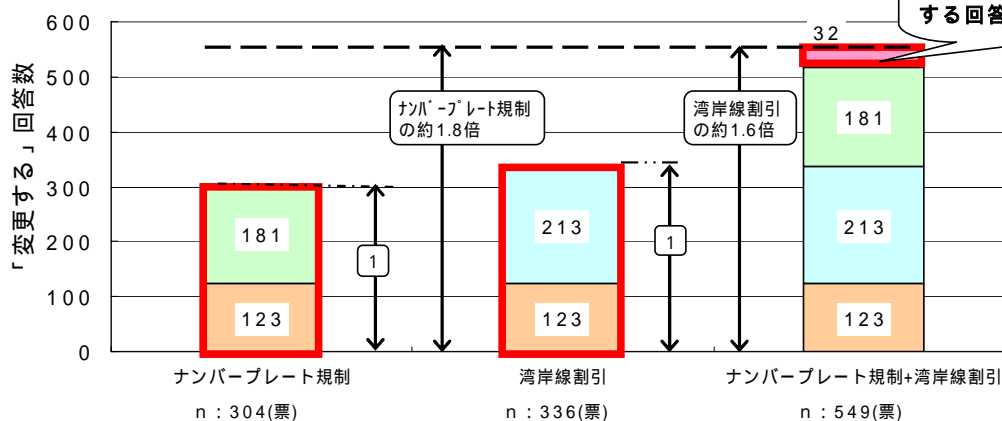 する回答
「変更する」回答数
600
500
400
300
200
100
0
32
181
213
123
213
123
181
123
ﾅﾝﾊﾞｰﾌﾟﾚｰﾄ規制
の約1.8倍
湾岸線割引
の約1.6倍
1
1
ナンバープレート規制
湾岸線割引
ナンバープレート規制+湾岸線割引
n：304(票)
n：336(票)
n：549(票)